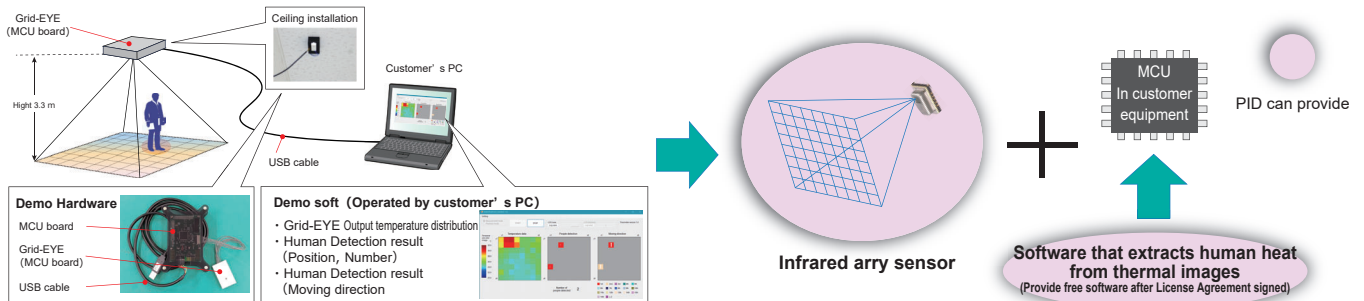 Grid-EYE
(MCU board)
Ceiling installation
Hight 3.3 m
Customer’s PC
USB cable
Demo Hardware
MCU board
Grid-EYE
(MCU board)
USB cable
Demo soft（Operated by customer’s PC）
・Grid-EYE Output temperature distribution
・Human Detection result
(Position, Number)
・Human Detection result
（Moving direction
Infrared arry sensor
MCU
In customer
equipment
PID can provide
Software that extracts human heat
from thermal images
(Provide free software after License Agreement signed)